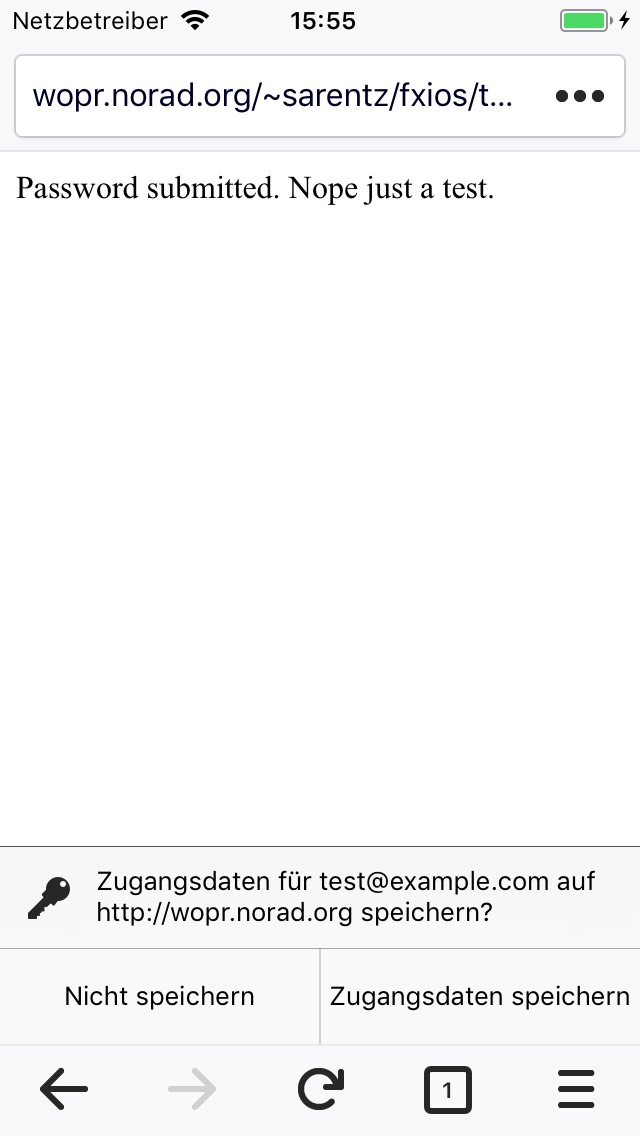 Netzbetreiber 15:55
wopr.norad.org/~sarentz/fxios/t...
Password submitted. Nope just a test.
Zugangsdaten für test@example.com auf
http://wopr.norad.org speichern?
Nicht speichern
Zugangsdaten speichern
1